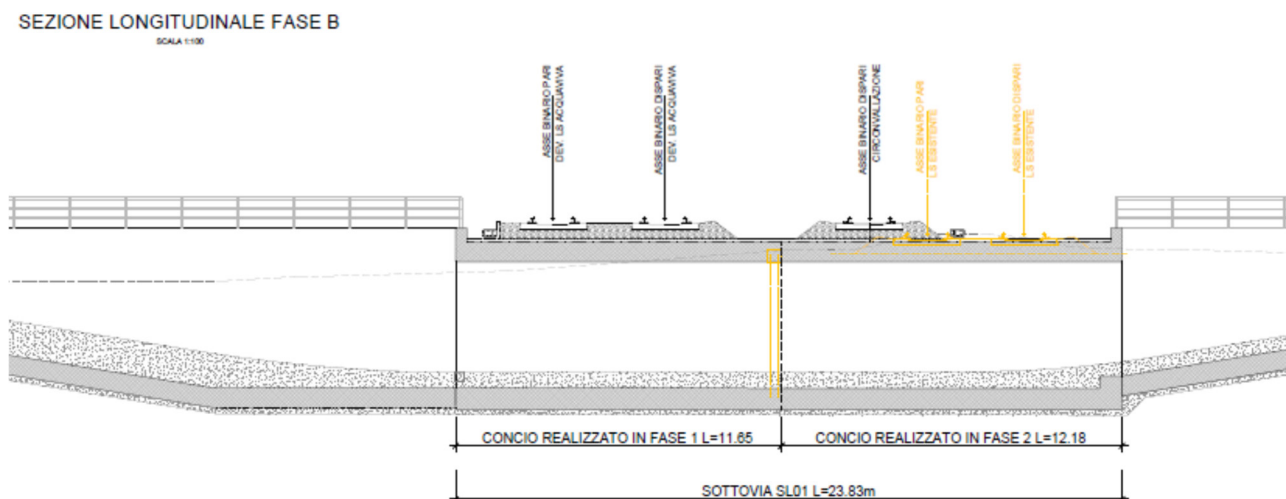 SEZIONE LONGITUDINALE FASE B
SCALA 1:100
ASSE BINARIO PARI
DEV. LS ACQUAVIVA
ASSE BINARIO DISPARI
DEV. LS ACQUAVIVA
ASSE BINARIO DISPARI
CIRCONVALLAZIONE
ASSE BINARIO PARI
LS ESISTENTE
ASSE BINARIO DISPARI
LS ESISTENTE
CONCIO REALIZZATO IN FASE 1 L=11.65
CONCIO REALIZZATO IN FASE 2 L=12.18
SOTTOVIA SL01 L=23.83m